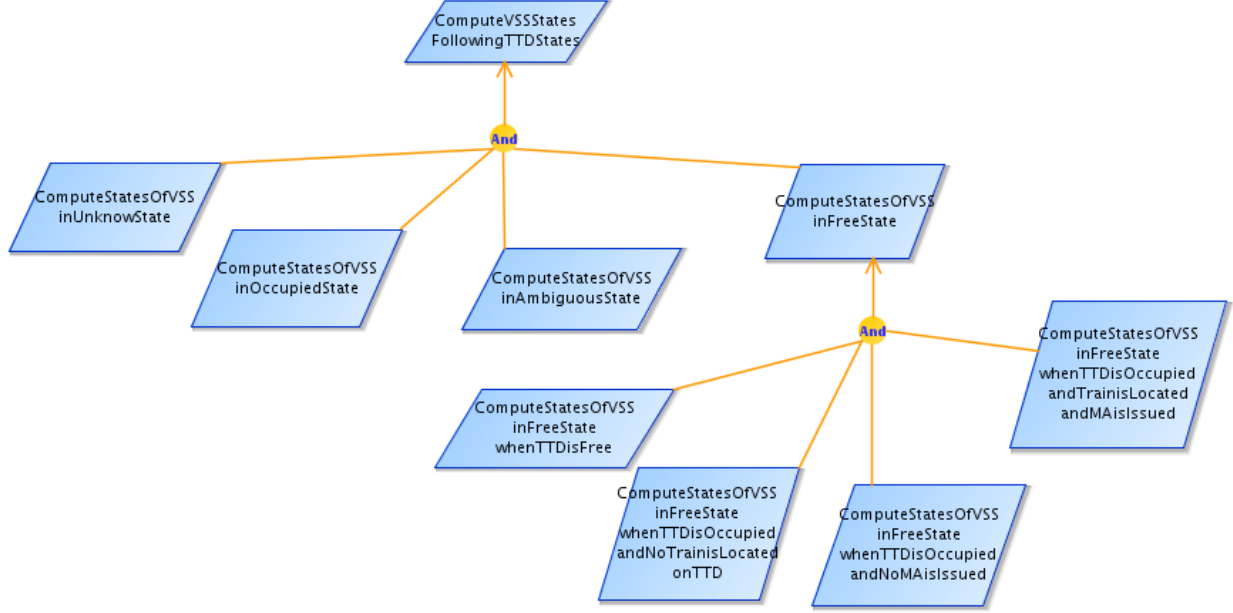 ComputeVSSStates
FollowingTTDStates
And
ComputeStatesOfVSS
inUnknowState
ComputeStatesOfVSS
inOccupiedState
ComputeStatesOfVSS
inAmbiguousState
ComputeStatesOfVSS
inFreeState
And
ComputeStatesOfVSS
inFreeState
whenTTDisFree
ComputeStatesOfVSS
inFreeState
whenTTDisOccupied
andNoTrainisLocated
onTTD
ComputeStatesOfVSS
inFreeState
whenTTDisOccupied
andNoMAisIssued
ComputeStatesOfVSS
inFreeState
whenTTDisOccupied
andTrainisLocated
andMAisIssued